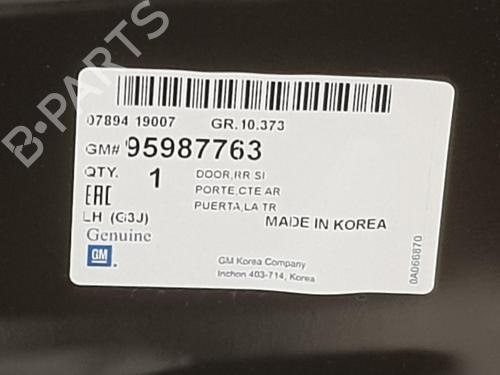 B-PARTS
07894 19007 GR.10.373
GM# 95987763
QTY. 1 DOOR,RR SI
PORTE,CTE AR
EAC PUERTA,LA TR
LH (G3J) MADE IN KOREA
Genuine
GM
GM Korea Company
Inchon 403-714, Korea
0A066870